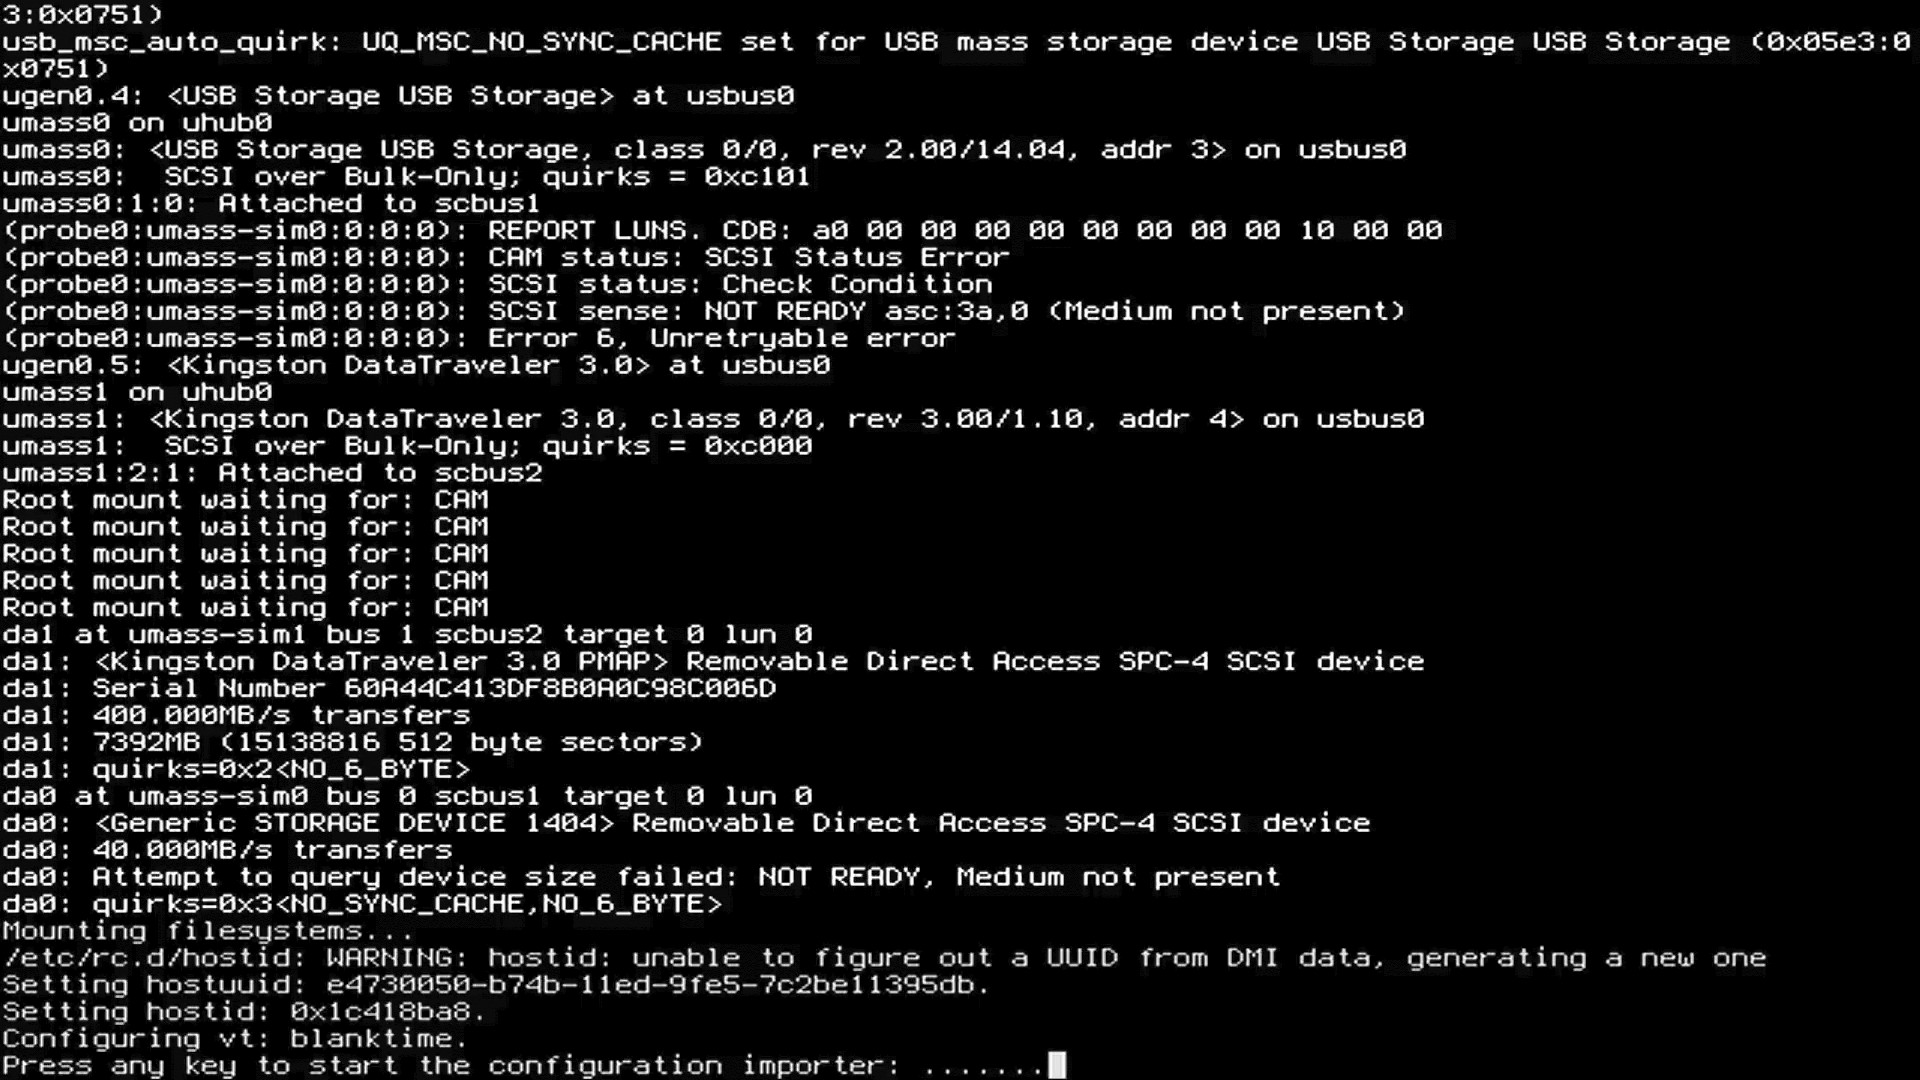 3:0x0751)
usb_msc_auto_quirk: UQ_MSC_NO_SYNC_CACHE set for USB mass storage device USB Storage USB Storage (0x05e3:0
x0751)
ugen0.4: <USB Storage USB Storage> at usbus0
umass0 on uhub0
umass0: <USB Storage USB Storage, class 0/0, rev 2.00/14.04, addr 3> on usbus0
umass0:  SCSI over Bulk-Only; quirks = 0xc101
umass0:1:0: Attached to scbus1
(probe0:umass-sim0:0:0:0): REPORT LUNS. CDB: a0 00 00 00 00 00 00 00 00 10 00 00
(probe0:umass-sim0:0:0:0): CAM status: SCSI Status Error
(probe0:umass-sim0:0:0:0): SCSI status: Check Condition
(probe0:umass-sim0:0:0:0): SCSI sense: NOT READY asc:3a,0 (Medium not present)
(probe0:umass-sim0:0:0:0): Error 6, Unretryable error
ugen0.5: <Kingston DataTraveler 3.0> at usbus0
umass1 on uhub0
umass1: <Kingston DataTraveler 3.0, class 0/0, rev 3.00/1.10, addr 4> on usbus0
umass1:  SCSI over Bulk-Only; quirks = 0xc000
umass1:2:1: Attached to scbus2
Root mount waiting for: CAM
Root mount waiting for: CAM
Root mount waiting for: CAM
Root mount waiting for: CAM
Root mount waiting for: CAM
da1 at umass-sim1 bus 1 scbus2 target 0 lun 0
da1: <Kingston DataTraveler 3.0 PMAP> Removable Direct Access SPC-4 SCSI device
da1: Serial Number 60A44C413DF8B0A0C98C006D
da1: 400.000MB/s transfers
da1: 7392MB (15138816 512 byte sectors)
da1: quirks=0x2<NO_6_BYTE>
da0 at umass-sim0 bus 0 scbus1 target 0 lun 0
da0: <Generic STORAGE DEVICE 1404> Removable Direct Access SPC-4 SCSI device
da0: 40.000MB/s transfers
da0: Attempt to query device size failed: NOT READY, Medium not present
da0: quirks=0x3<NO_SYNC_CACHE,NO_6_BYTE>
Mounting filesystems...
/etc/rc.d/hostid: WARNING: hostid: unable to figure out a UUID from DMI data, generating a new one
Setting hostuuid: e4730050-b74b-11ed-9fe5-7c2be11395db.
Setting hostid: 0x1c418ba8.
Configuring vt: blanktime.
Press any key to start the configuration importer: .......